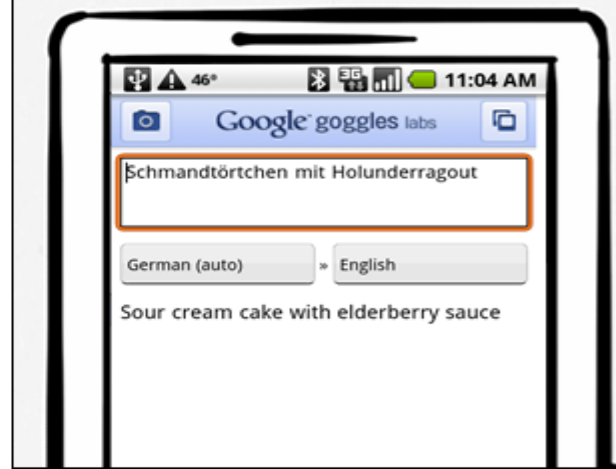 46° 3G 11:04 AM
Google goggles labs
Schmandtörtchen mit Holunderragout
German (auto) » English
Sour cream cake with elderberry sauce